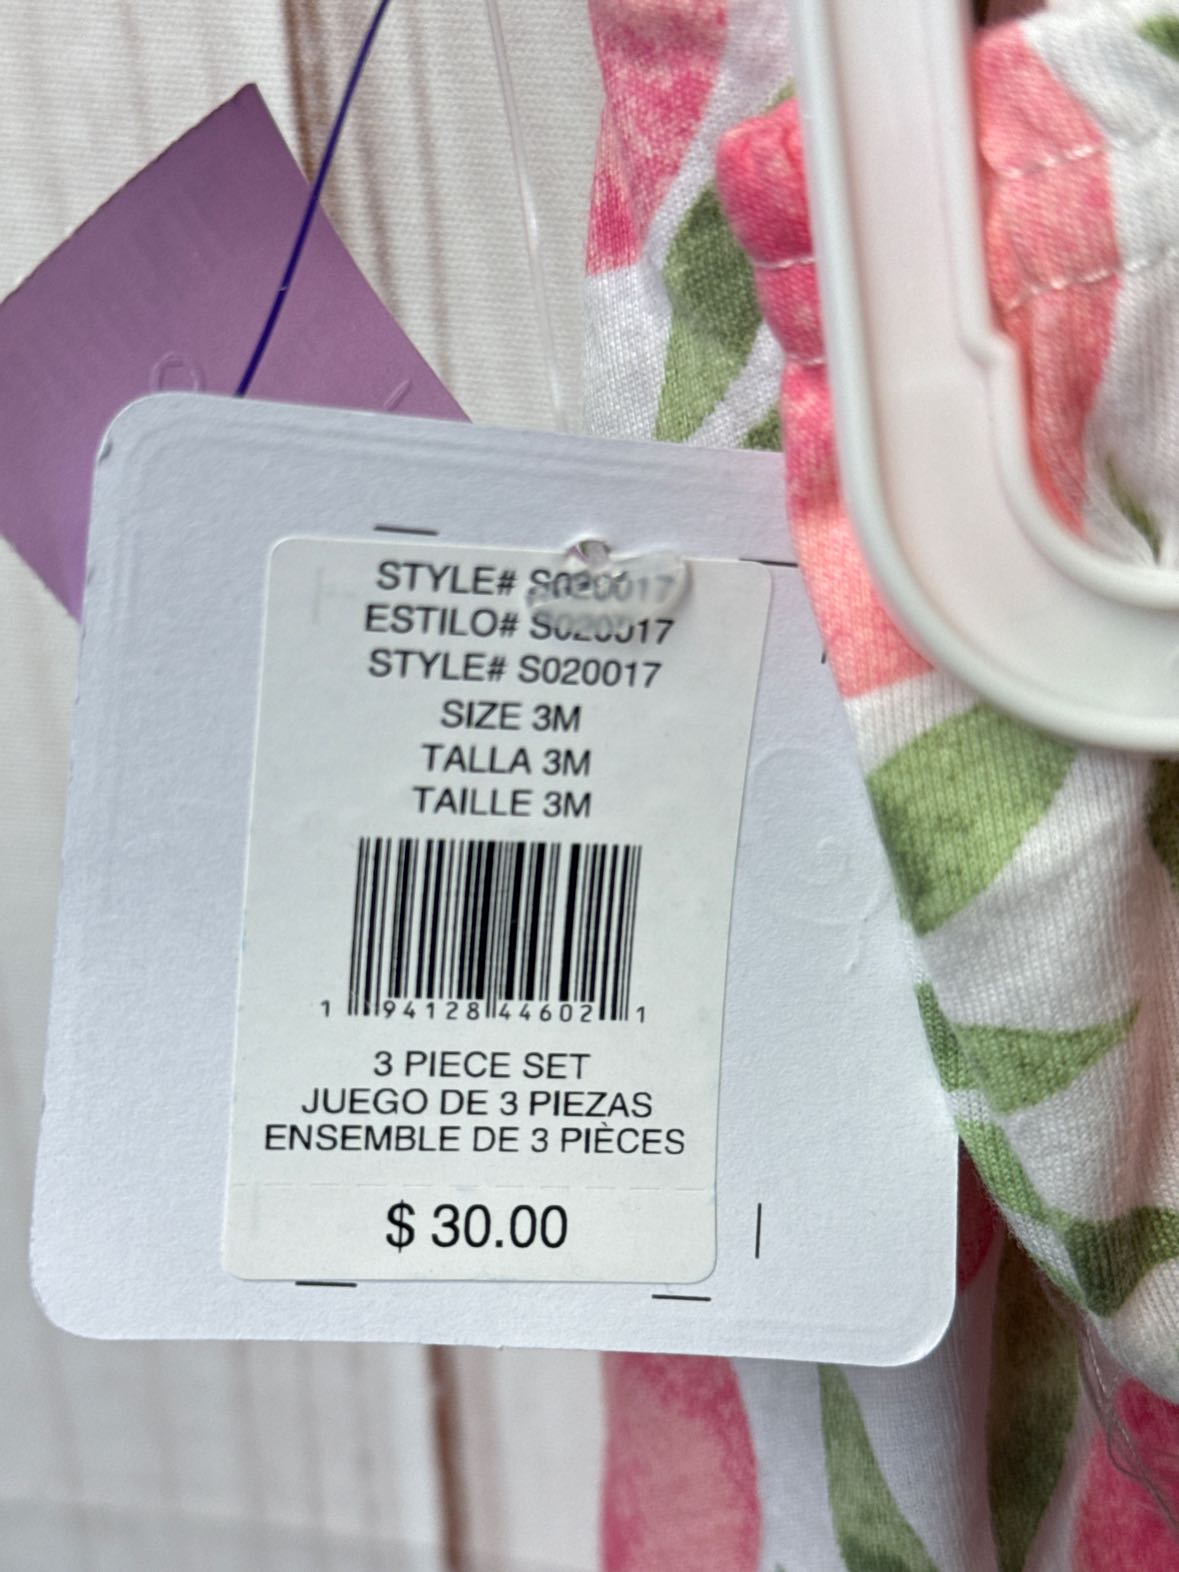 STYLE# S020017
ESTILO# S020017
STYLE# S020017
SIZE 3M
TALLA 3M
TAILLE 3M
1 94128 44602 1
3 PIECE SET
JUEGO DE 3 PIEZAS
ENSEMBLE DE 3 PIÈCES
$ 30.00